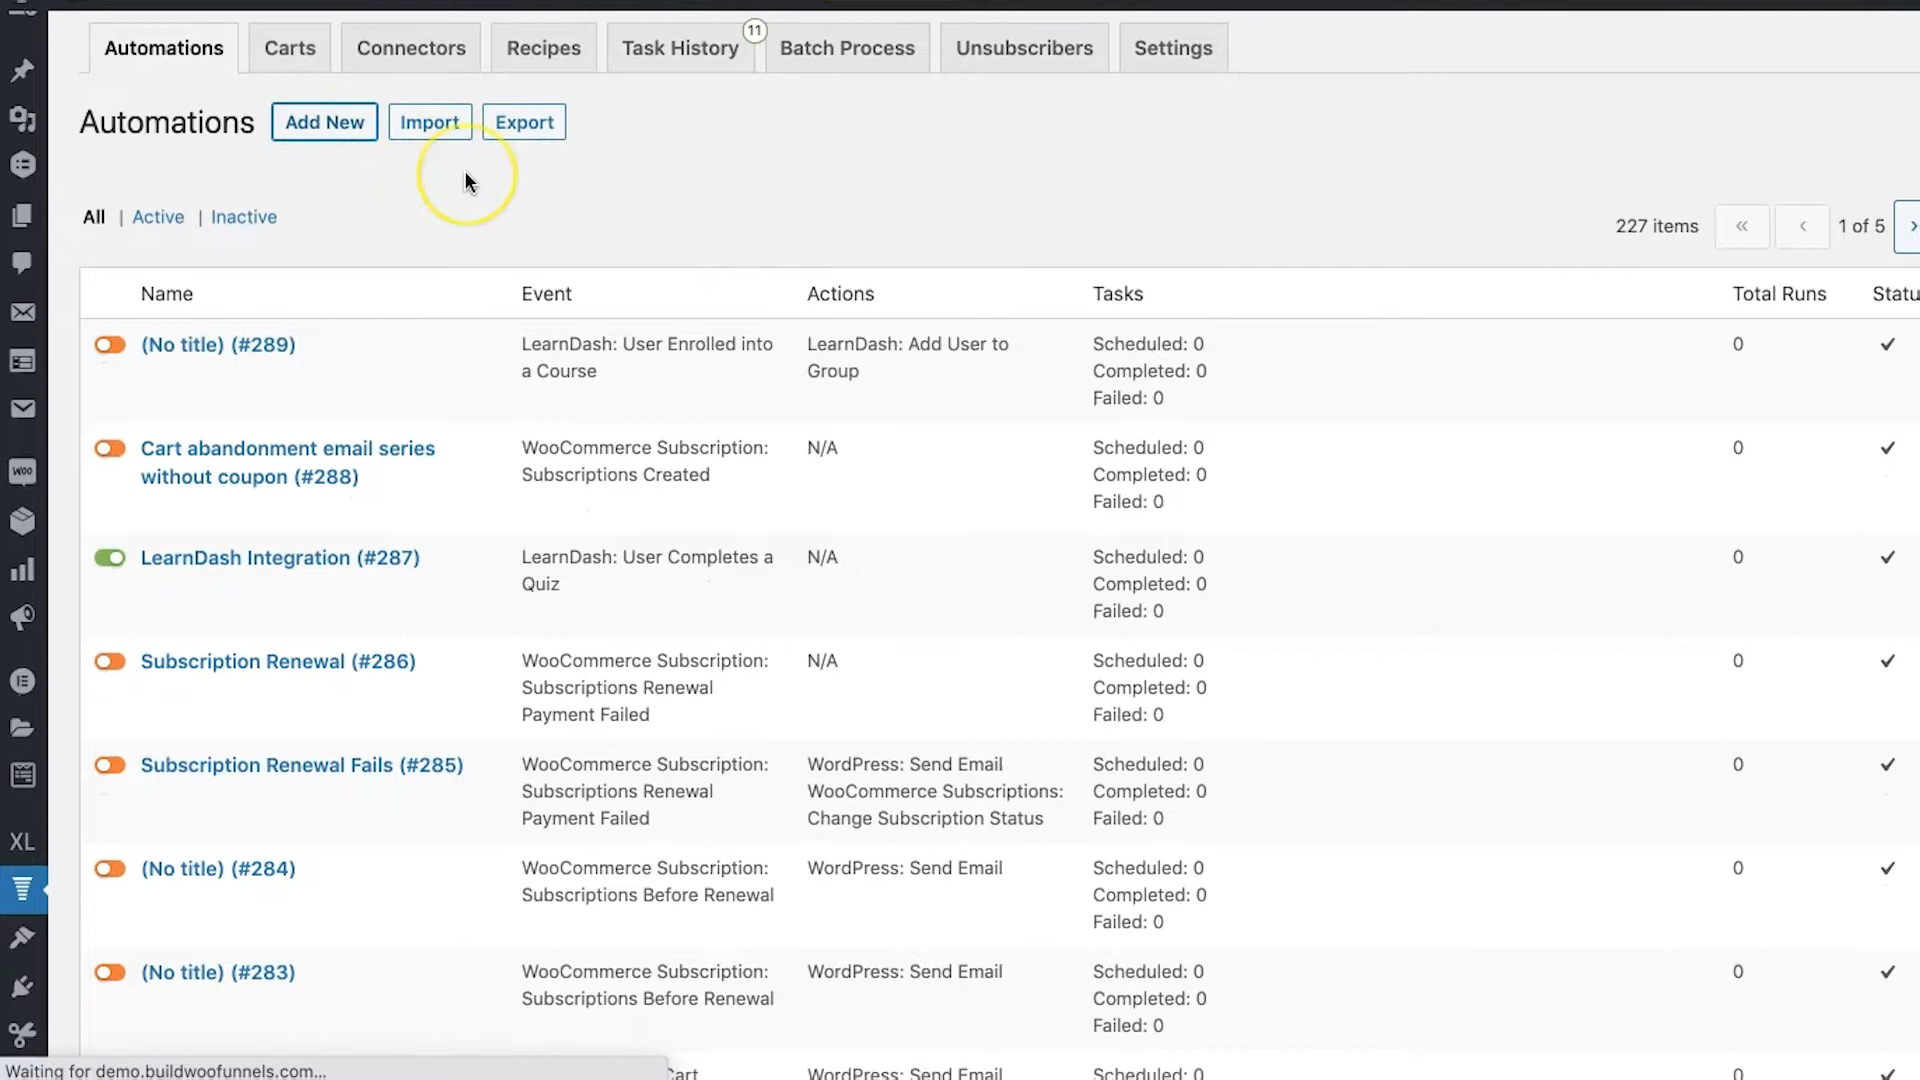 Automations Carts Connectors Recipes Task History 11 Batch Process Unsubscribers Settings
Automations Add New Import Export
All | Active | Inactive
227 items « ‹ 1 of 5 ›
Name Event Actions Tasks Total Runs Statu
(No title) (#289) LearnDash: User Enrolled into LearnDash: Add User to Scheduled: 0 0 ✓
a Course Group Completed: 0
Failed: 0
Cart abandonment email series WooCommerce Subscription: N/A Scheduled: 0 0 ✓
without coupon (#288) Subscriptions Created Completed: 0
Failed: 0
LearnDash Integration (#287) LearnDash: User Completes a N/A Scheduled: 0 0 ✓
Quiz Completed: 0
Failed: 0
Subscription Renewal (#286) WooCommerce Subscription: N/A Scheduled: 0 0 ✓
Subscriptions Renewal Completed: 0
Payment Failed Failed: 0
Subscription Renewal Fails (#285) WooCommerce Subscription: WordPress: Send Email Scheduled: 0 0 ✓
Subscriptions Renewal WooCommerce Subscriptions: Completed: 0
Payment Failed Change Subscription Status Failed: 0
XL
(No title) (#284) WooCommerce Subscription: WordPress: Send Email Scheduled: 0 0 ✓
Subscriptions Before Renewal Completed: 0
Failed: 0
(No title) (#283) WooCommerce Subscription: WordPress: Send Email Scheduled: 0 0 ✓
Subscriptions Before Renewal Completed: 0
Failed: 0
Cart WordPress: Send Email Scheduled: 0 0 ✓
Waiting for demo.buildwoofunnels.com...
WOO